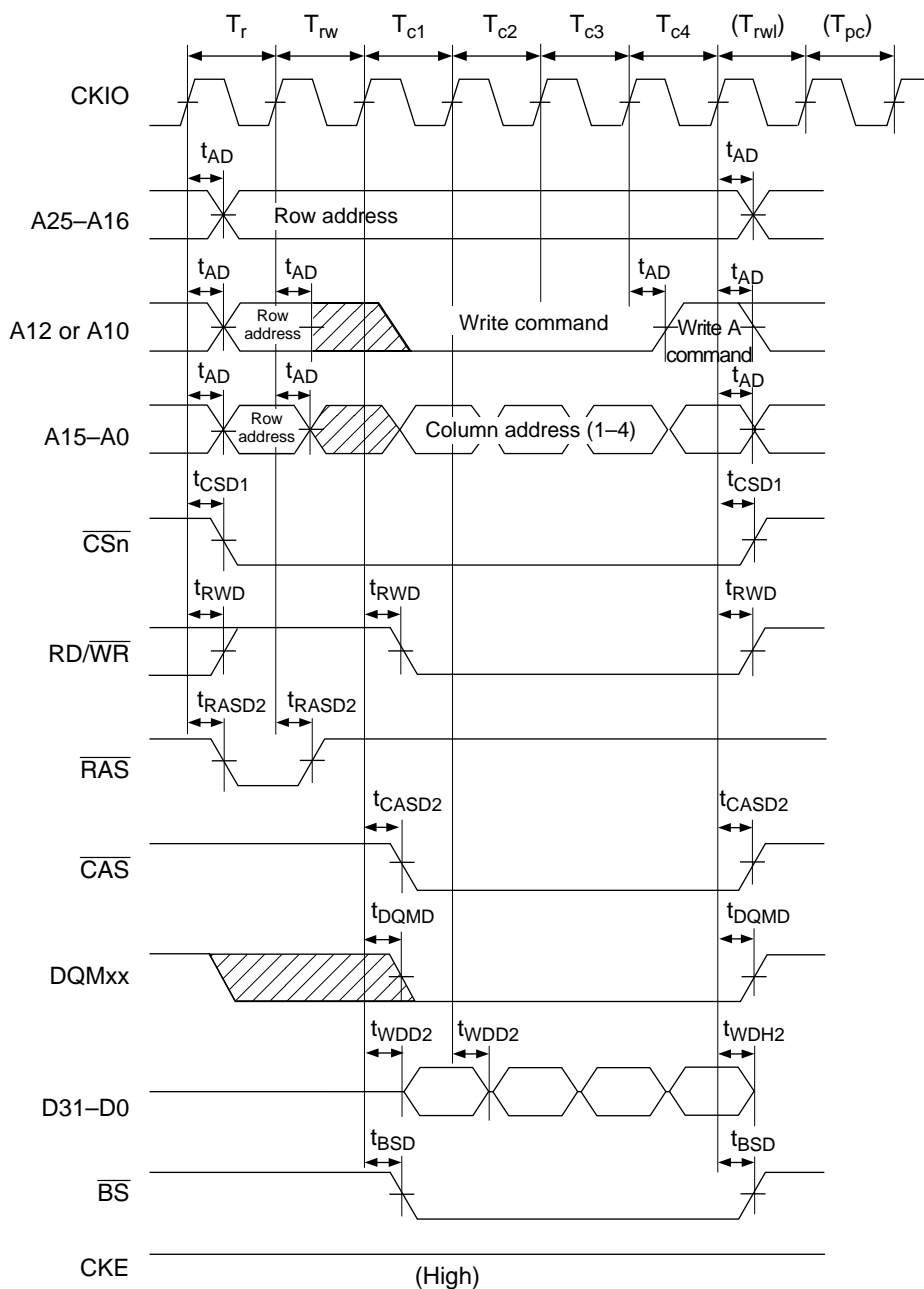 Tr Trw Tc1 Tc2 Tc3 Tc4 (Trwl) (Tpc)
CKIO
tAD tAD
A25–A16 Row address
tAD tAD tAD tAD
A12 or A10 Row address Write command Write A command
tAD tAD tAD
A15–A0 Row address Column address (1–4)
tCSD1 tCSD1
CSn
tRWD tRWD tRWD
RD/WR
tRASD2 tRASD2
RAS
tCASD2 tCASD2
CAS
tDQMD tDQMD
DQMxx
tWDD2 tWDD2 tWDH2
D31–D0
tBSD tBSD
BS
CKE (High)